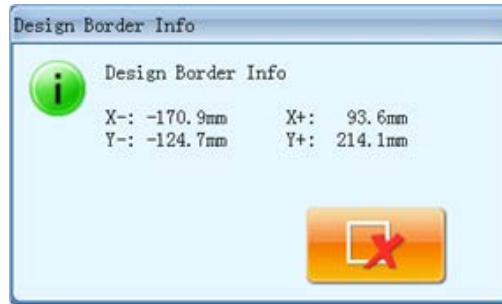 Design Border Info
Design Border Info
X-: -170.9mm X+: 93.6mm
Y-: -124.7mm Y+: 214.1mm